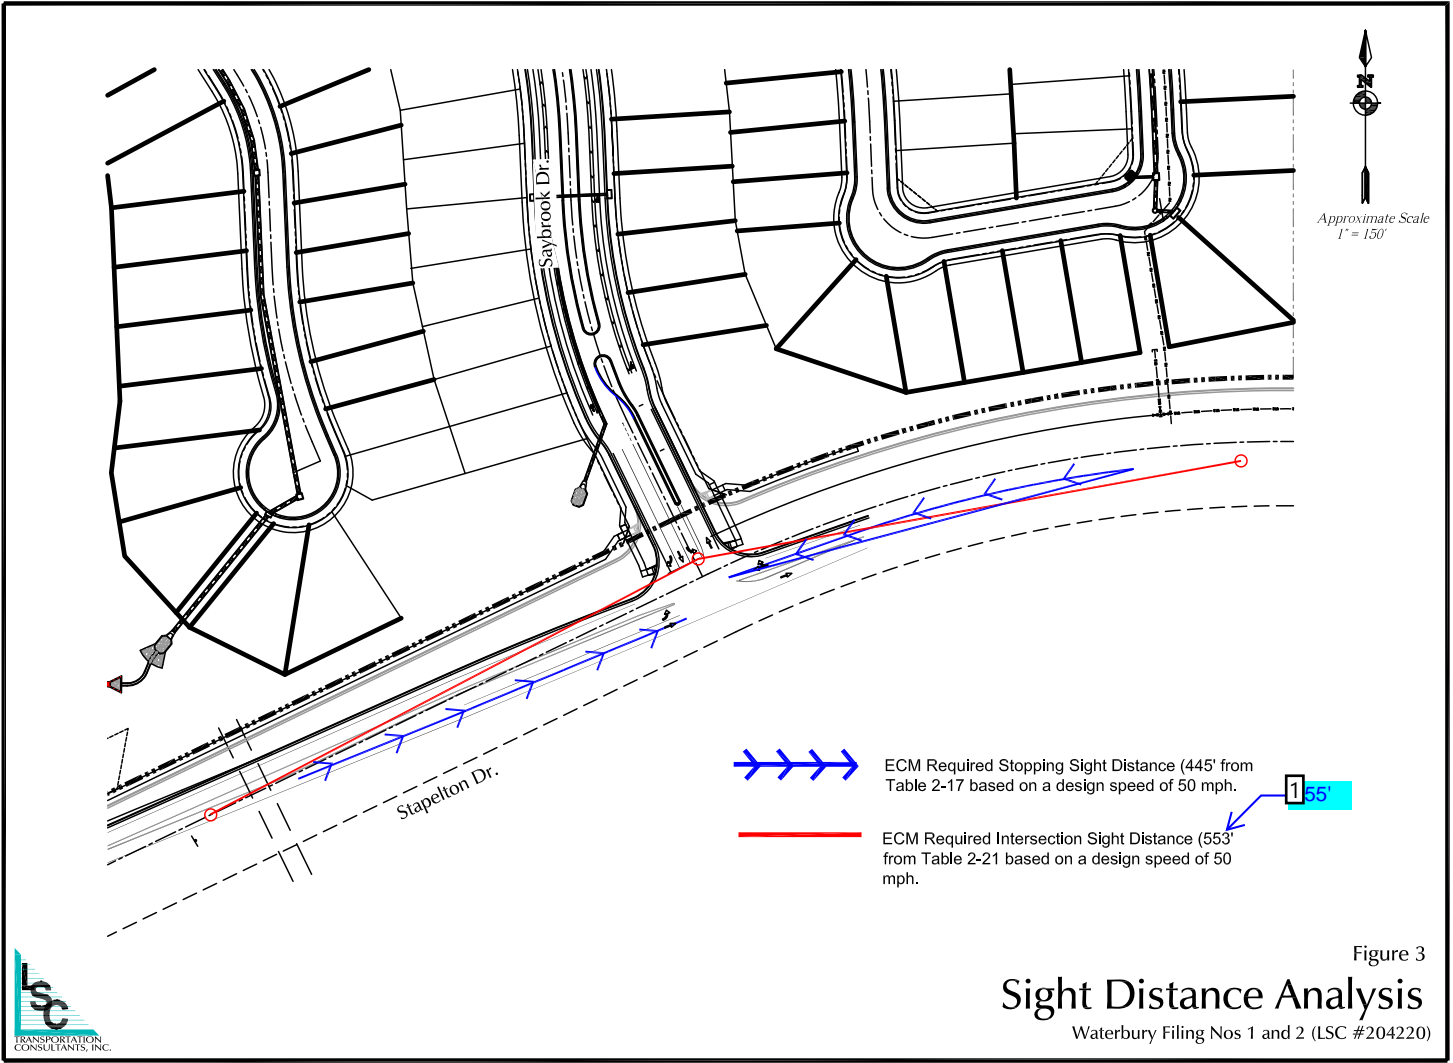 N
Approximate Scale
1" = 150'
Saybrook Dr.
Stapelton Dr.
ECM Required Stopping Sight Distance (445' from
Table 2-17 based on a design speed of 50 mph.
1
55'
ECM Required Intersection Sight Distance (553'
from Table 2-21 based on a design speed of 50
mph.
Figure 3
Sight Distance Analysis
Waterbury Filing Nos 1 and 2 (LSC #204220)
LSC
TRANSPORTATION
CONSULTANTS, INC.